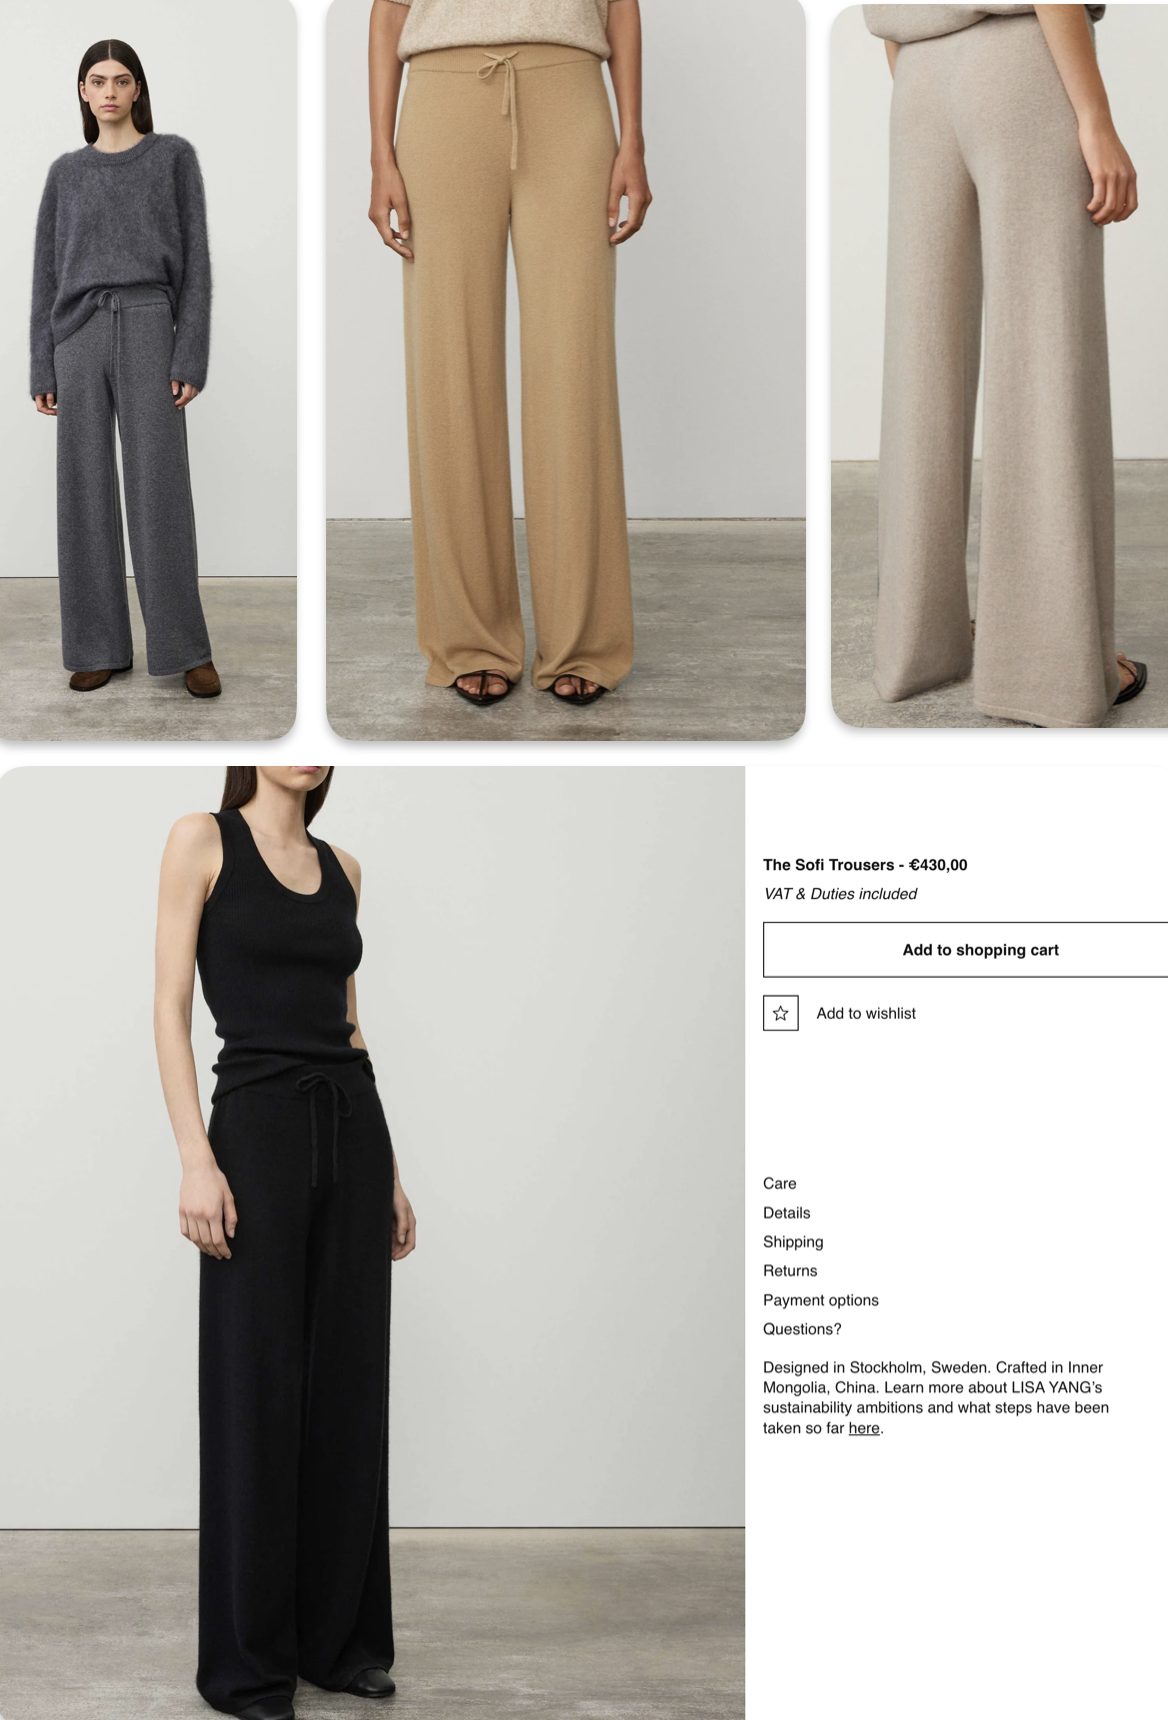 The Sofi Trousers - €430,00
VAT & Duties included
Add to shopping cart
Add to wishlist
Care
Details
Shipping
Returns
Payment options
Questions?
Designed in Stockholm, Sweden. Crafted in Inner
Mongolia, China. Learn more about LISA YANG’s
sustainability ambitions and what steps have been
taken so far here.